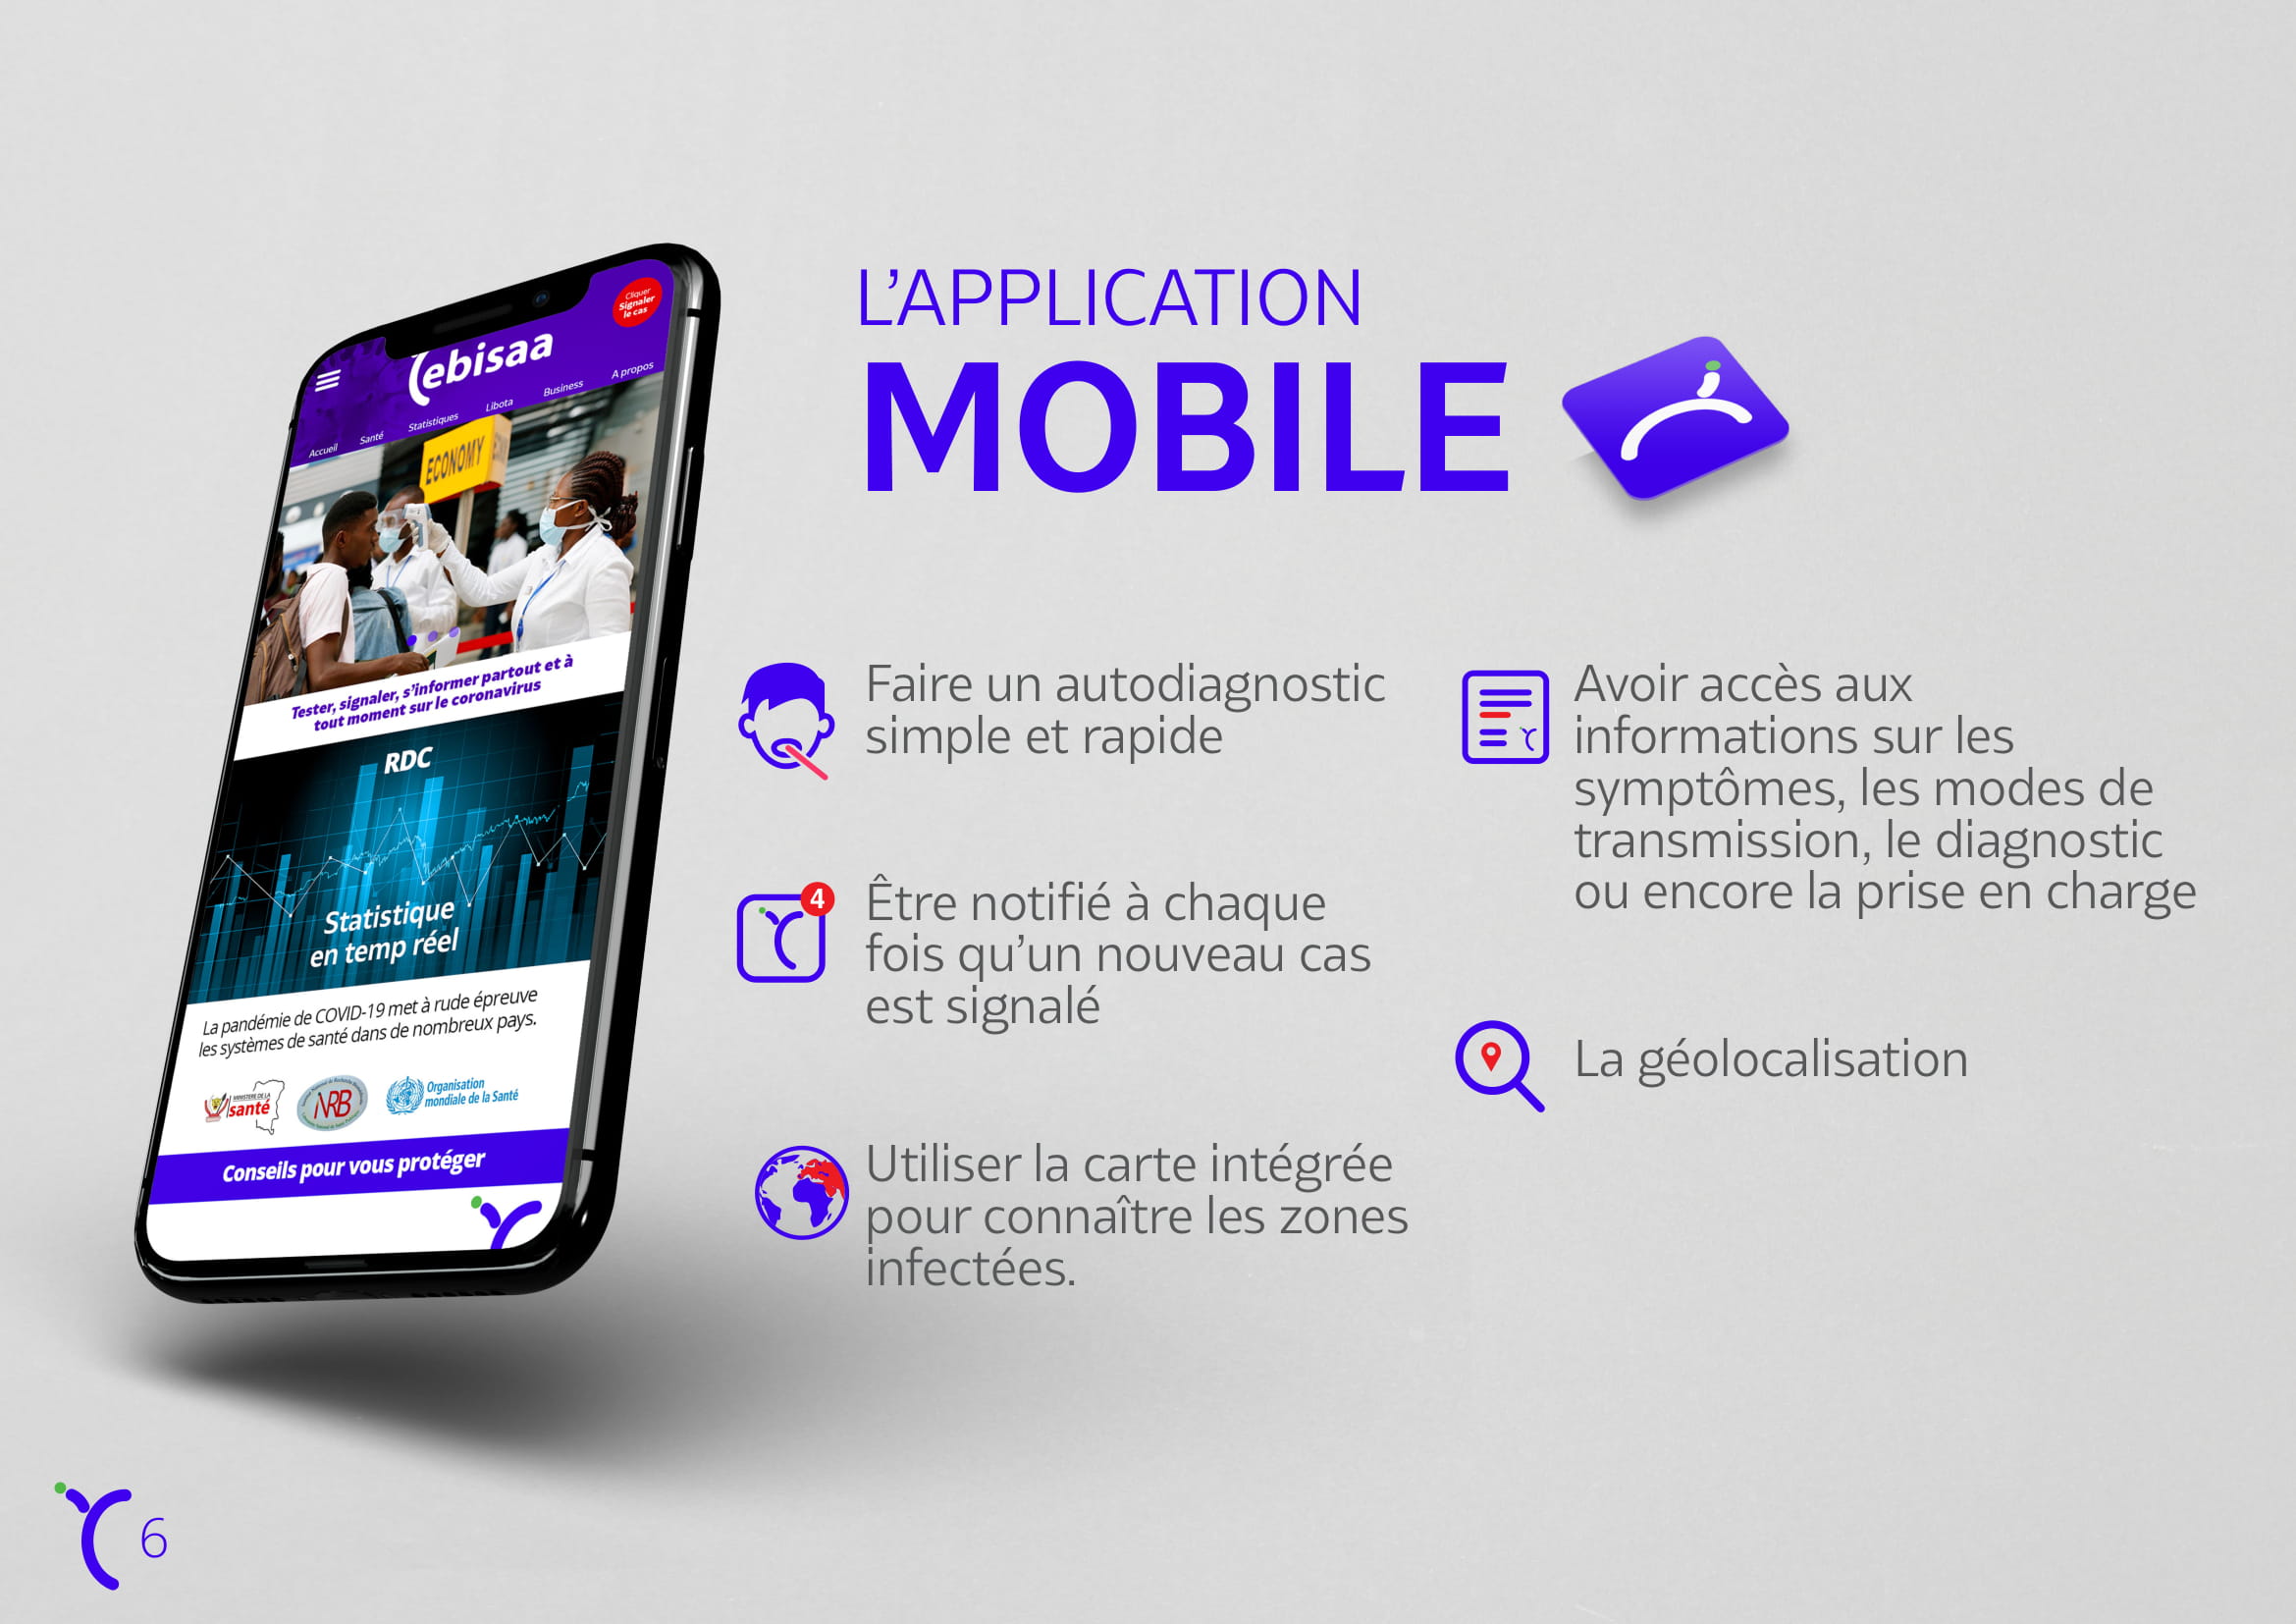 L’APPLICATION
MOBILE
Faire un autodiagnostic
simple et rapide
Être notifié à chaque
fois qu’un nouveau cas
est signalé
4
Utiliser la carte intégrée
pour connaître les zones
infectées.
Avoir accès aux
informations sur les
symptômes, les modes de
transmission, le diagnostic
ou encore la prise en charge
La géolocalisation
Cliquer
Signaler
le cas
Yebisaa
Accueil Santé Statistiques Libota Business A propos
ECONOMY
Tester, signaler, s’informer partout et à
tout moment sur le coronavirus
RDC
Statistique
en temp réel
La pandémie de COVID-19 met à rude épreuve
les systèmes de santé dans de nombreux pays.
MINISTERE DE LA
santé
INRB
Organisation
mondiale de la Santé
Conseils pour vous protéger
6